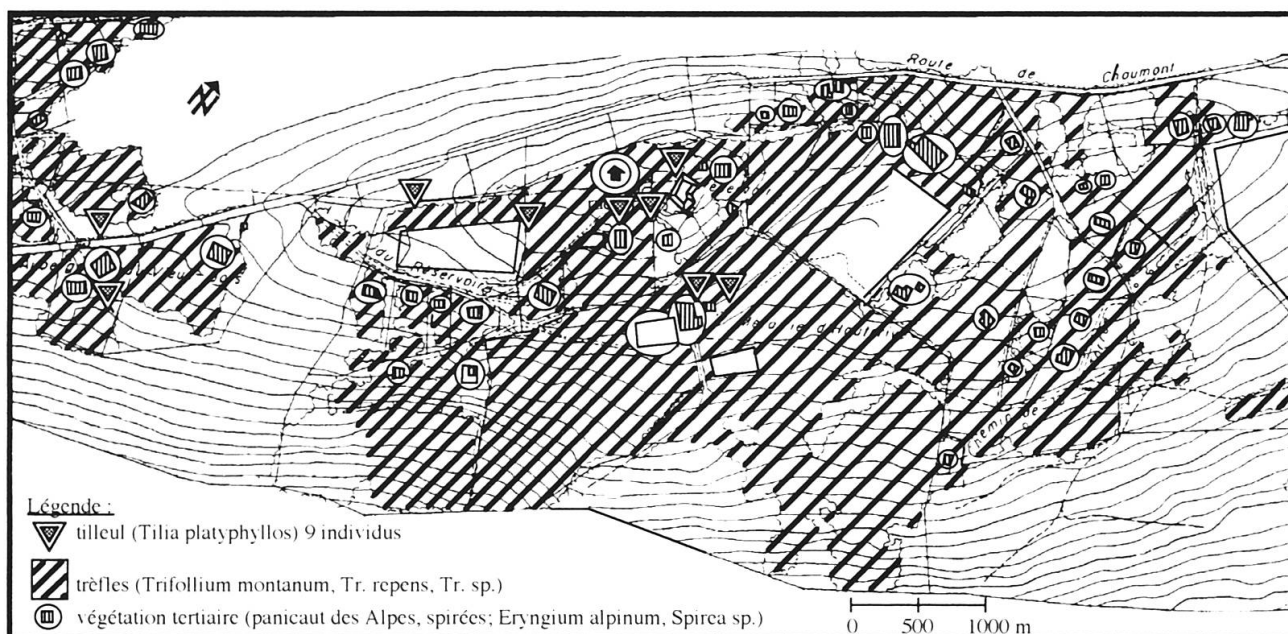 Route de Chaumont
du Réservoir
Chemin de
Légende :
tilleul (Tilia platyphyllos) 9 individus
trèfles (Trifollium montanum, Tr. repens, Tr. sp.)
végétation tertiaire (panicaut des Alpes, spirées; Eryngium alpinum, Spirea sp.)
0 500 1000 m